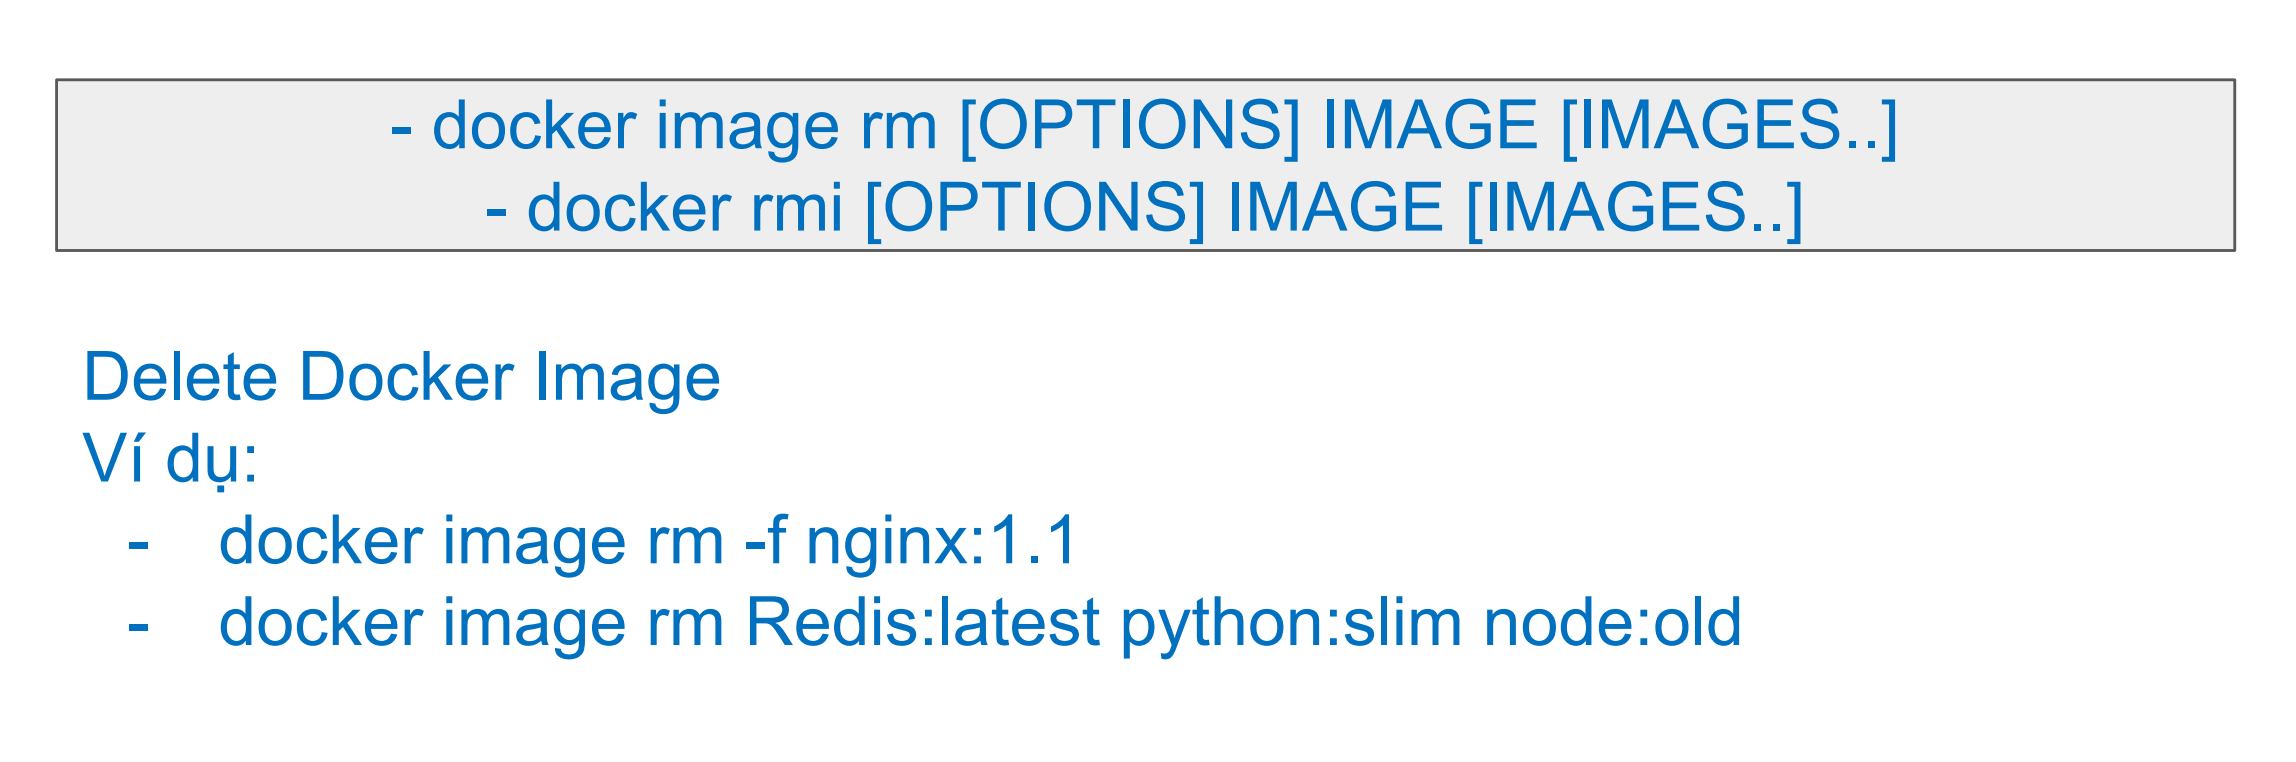 - docker image rm [OPTIONS] IMAGE [IMAGES..]
- docker rmi [OPTIONS] IMAGE [IMAGES..]
Delete Docker Image
Ví dụ:
- docker image rm -f nginx:1.1
- docker image rm Redis:latest python:slim node:old